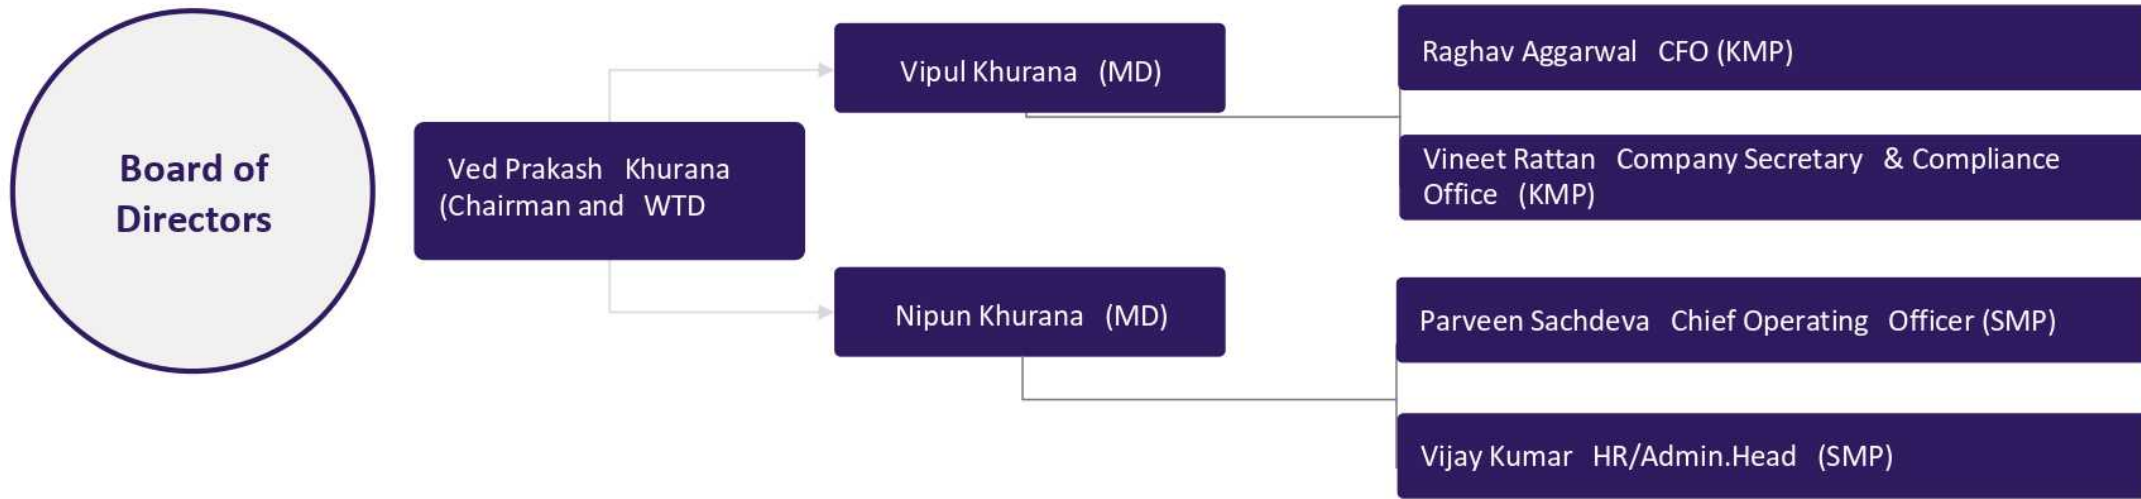 Board of
Directors
Ved Prakash Khurana
(Chairman and WTD
Vipul Khurana (MD)
Nipun Khurana (MD)
Raghav Aggarwal CFO (KMP)
Vineet Rattan Company Secretary & Compliance
Office (KMP)
Parveen Sachdeva Chief Operating Officer (SMP)
Vijay Kumar HR/Admin.Head (SMP)